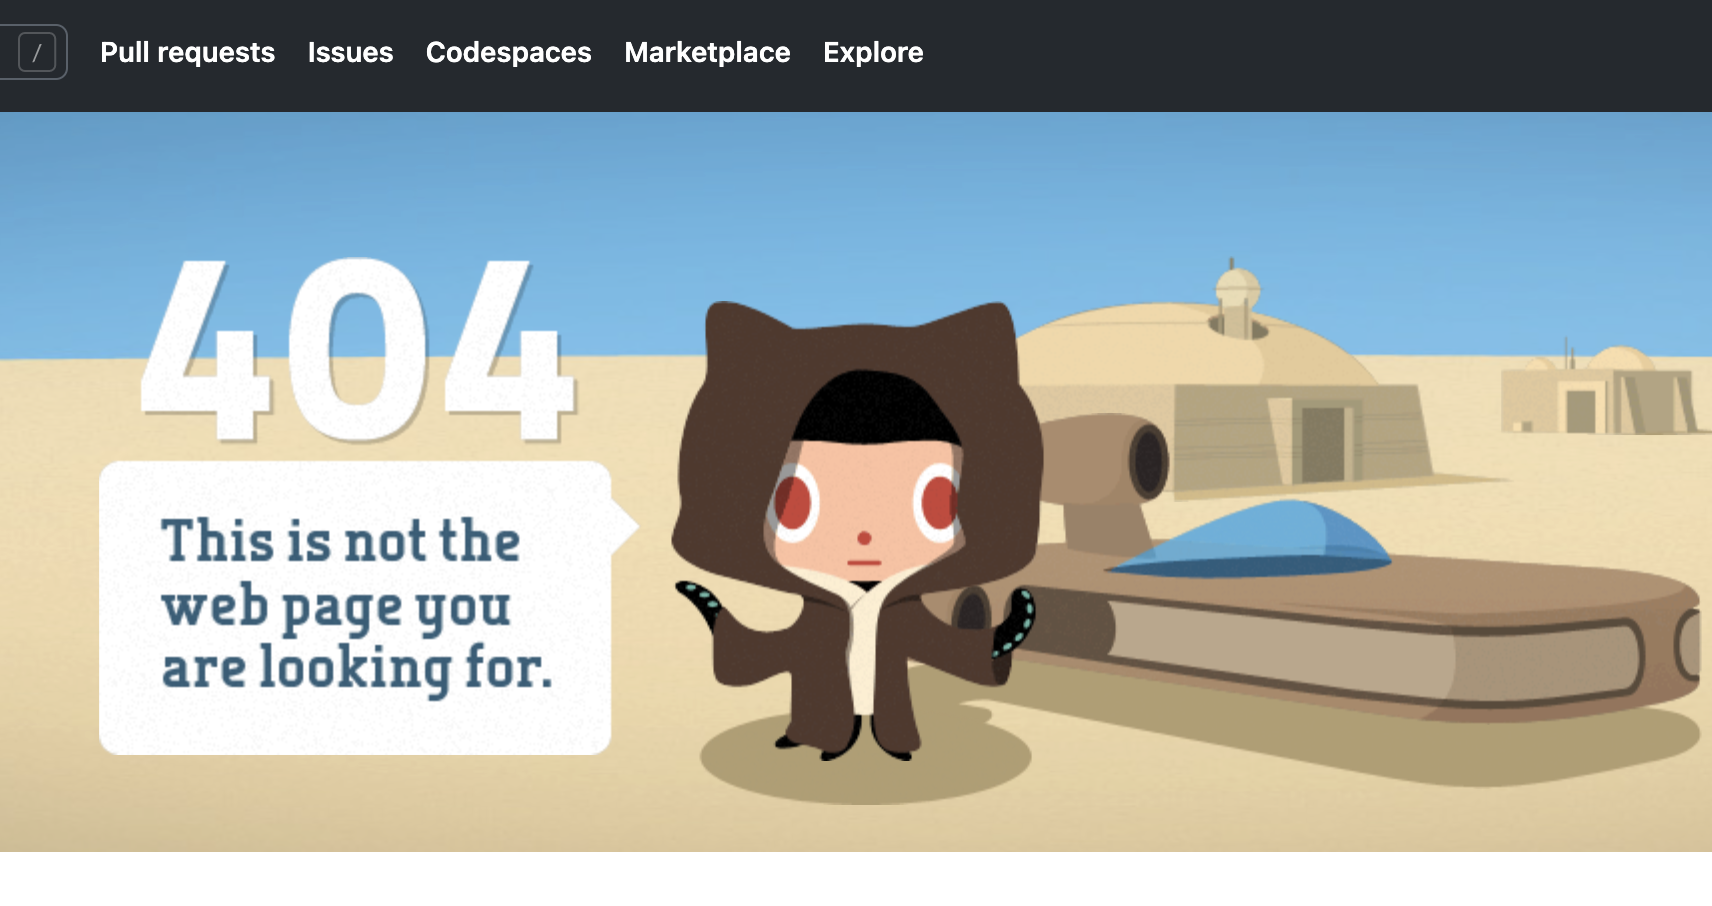 / Pull requests Issues Codespaces Marketplace Explore
404
This is not the
web page you
are looking for.